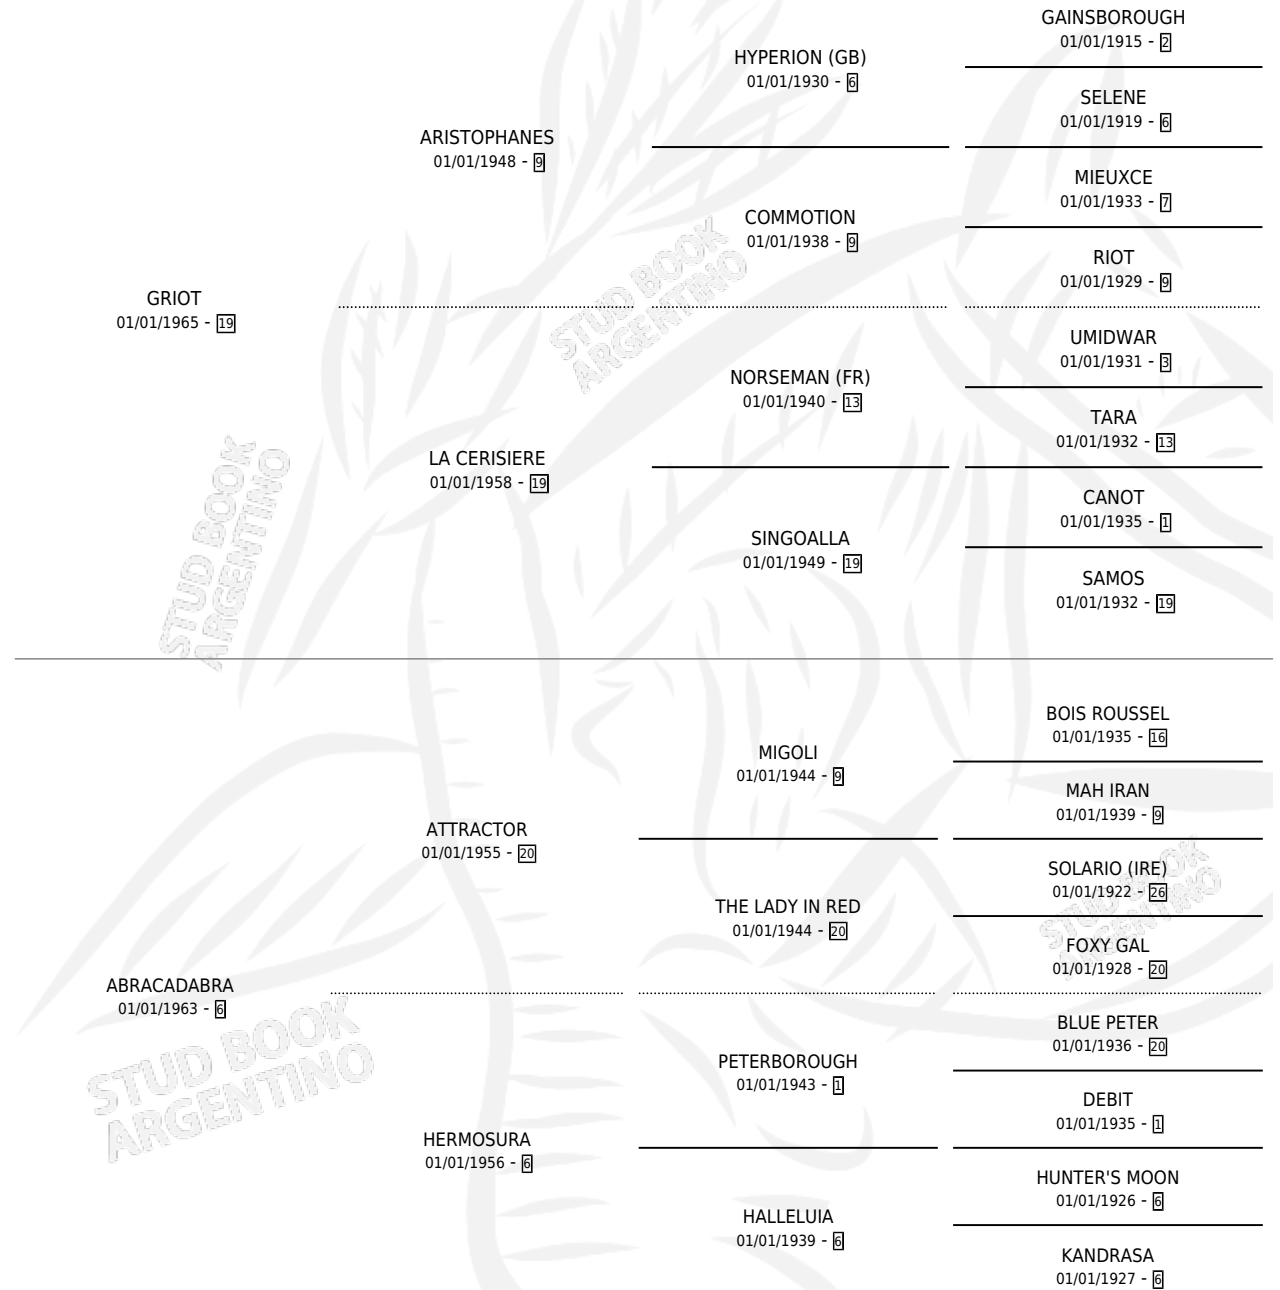 GAINSBOROUGH
01/01/1915 - 2
HYPERION (GB)
01/01/1930 - 6
SELENE
01/01/1919 - 6
ARISTOPHANES
01/01/1948 - 9
MIEUXCE
01/01/1933 - 7
COMMOTION
01/01/1938 - 9
RIOT
01/01/1929 - 9
GRIOT
01/01/1965 - 19
UMIDWAR
01/01/1931 - 3
NORSEMAN (FR)
01/01/1940 - 13
TARA
01/01/1932 - 13
LA CERISIERE
01/01/1958 - 19
CANOT
01/01/1935 - 1
SINGOALLA
01/01/1949 - 19
SAMOS
01/01/1932 - 19
BOIS ROUSSEL
01/01/1935 - 16
MIGOLI
01/01/1944 - 9
MAH IRAN
01/01/1939 - 9
ATTRACTOR
01/01/1955 - 20
SOLARIO (IRE)
01/01/1922 - 26
THE LADY IN RED
01/01/1944 - 20
FOXY GAL
01/01/1928 - 20
ABRACADABRA
01/01/1963 - 6
BLUE PETER
01/01/1936 - 20
PETERBOROUGH
01/01/1943 - 1
DEBIT
01/01/1935 - 1
HERMOSURA
01/01/1956 - 6
HUNTER'S MOON
01/01/1926 - 6
HALLELUIA
01/01/1939 - 6
KANDRASA
01/01/1927 - 6
STUD BOOK
ARGENTINO
STUD BOOK
ARGENTINO
STUD BOOK
ARGENTINO
STUD BOOK
ARGENTINO